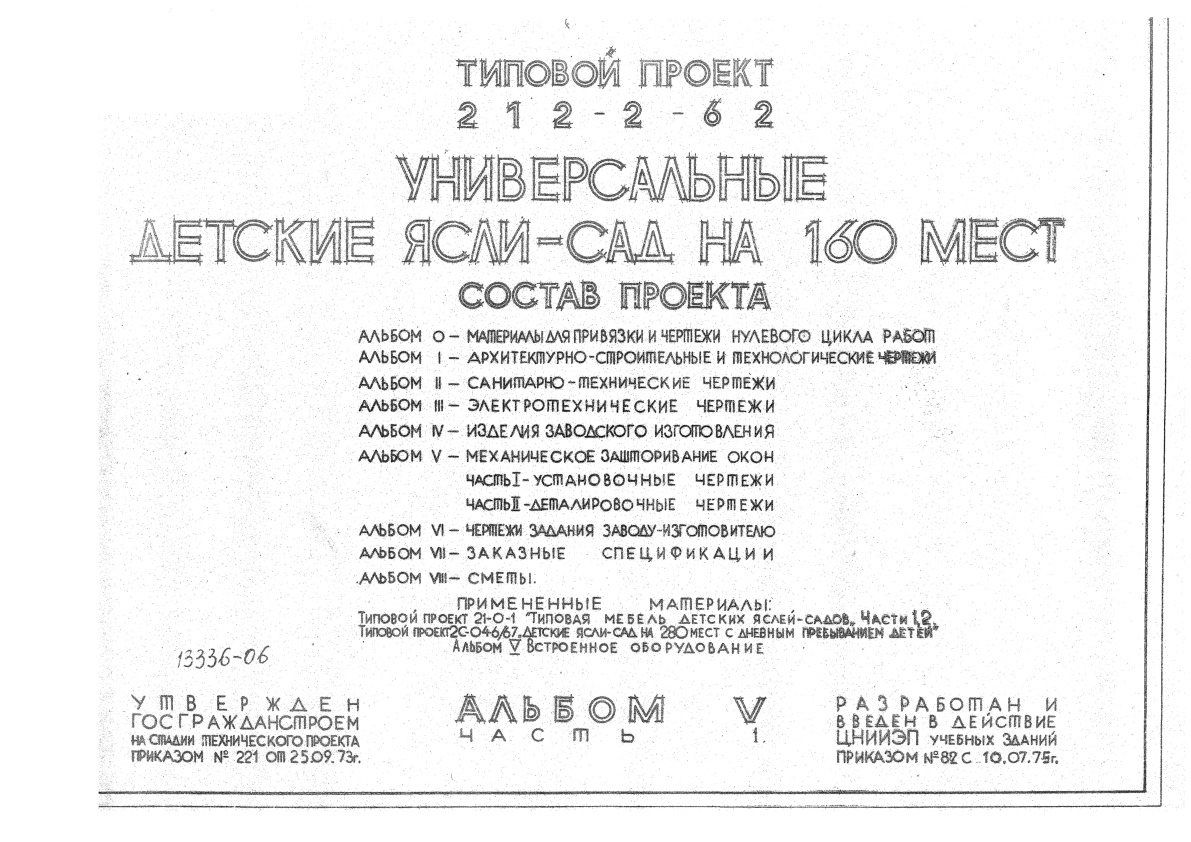 ТИПОВОЙ ПРОЕКТ
212-2-62
УНИВЕРСАЛЬНЫЕ
ДЕТСКИЕ ЯСЛИ-САД НА 160 МЕСТ
СОСТАВ ПРОЕКТА
АЛЬБОМ 0 – МАТЕРИАЛЫ ДЛЯ ПРИВЯЗКИ И ЧЕРТЕЖИ НУЛЕВОГО ЦИКЛА РАБОТ
АЛЬБОМ I – АРХИТЕКТУРНО-СТРОИТЕЛЬНЫЕ И ТЕХНОЛОГИЧЕСКИЕ ЧЕРТЕЖИ
АЛЬБОМ II – САНИТАРНО-ТЕХНИЧЕСКИЕ ЧЕРТЕЖИ
АЛЬБОМ III – ЭЛЕКТРОТЕХНИЧЕСКИЕ ЧЕРТЕЖИ
АЛЬБОМ IV – ИЗДЕЛИЯ ЗАВОДСКОГО ИЗГОТОВЛЕНИЯ
АЛЬБОМ V – МЕХАНИЧЕСКОЕ ЗАШТОРИВАНИЕ ОКОН
ЧАСТЬ I - УСТАНОВОЧНЫЕ ЧЕРТЕЖИ
ЧАСТЬ II - ДЕТАЛИРОВОЧНЫЕ ЧЕРТЕЖИ
АЛЬБОМ VI – ЧЕРТЕЖИ ЗАДАНИЯ ЗАВОДУ-ИЗГОТОВИТЕЛЮ
АЛЬБОМ VII – ЗАКАЗНЫЕ СПЕЦИФИКАЦИИ
АЛЬБОМ VIII – СМЕТЫ.
ПРИМЕНЕННЫЕ МАТЕРИАЛЫ:
ТИПОВОЙ ПРОЕКТ 21-0-1 "ТИПОВАЯ МЕБЕЛЬ ДЕТСКИХ ЯСЛЕЙ-САДОВ„ ЧАСТИ 1,2
ТИПОВОЙ ПРОЕКТ 2С-04-6/67 „ДЕТСКИЕ ЯСЛИ-САД НА 280 МЕСТ С ДНЕВНЫМ ПРЕБЫВАНИЕМ ДЕТЕЙ"
АЛЬБОМ V ВСТРОЕННОЕ ОБОРУДОВАНИЕ
13336-06
УТВЕРЖДЕН
ГОСГРАЖДАНСТРОЕМ
НА СТАДИИ ТЕХНИЧЕСКОГО ПРОЕКТА
ПРИКАЗОМ № 221 ОТ 25.09.73г.
АЛЬБОМ V
ЧАСТЬ 1.
РАЗРАБОТАН И
ВВЕДЕН В ДЕЙСТВИЕ
ЦНИИЭП УЧЕБНЫХ ЗДАНИЙ
ПРИКАЗОМ №82 С 10.07.75г.